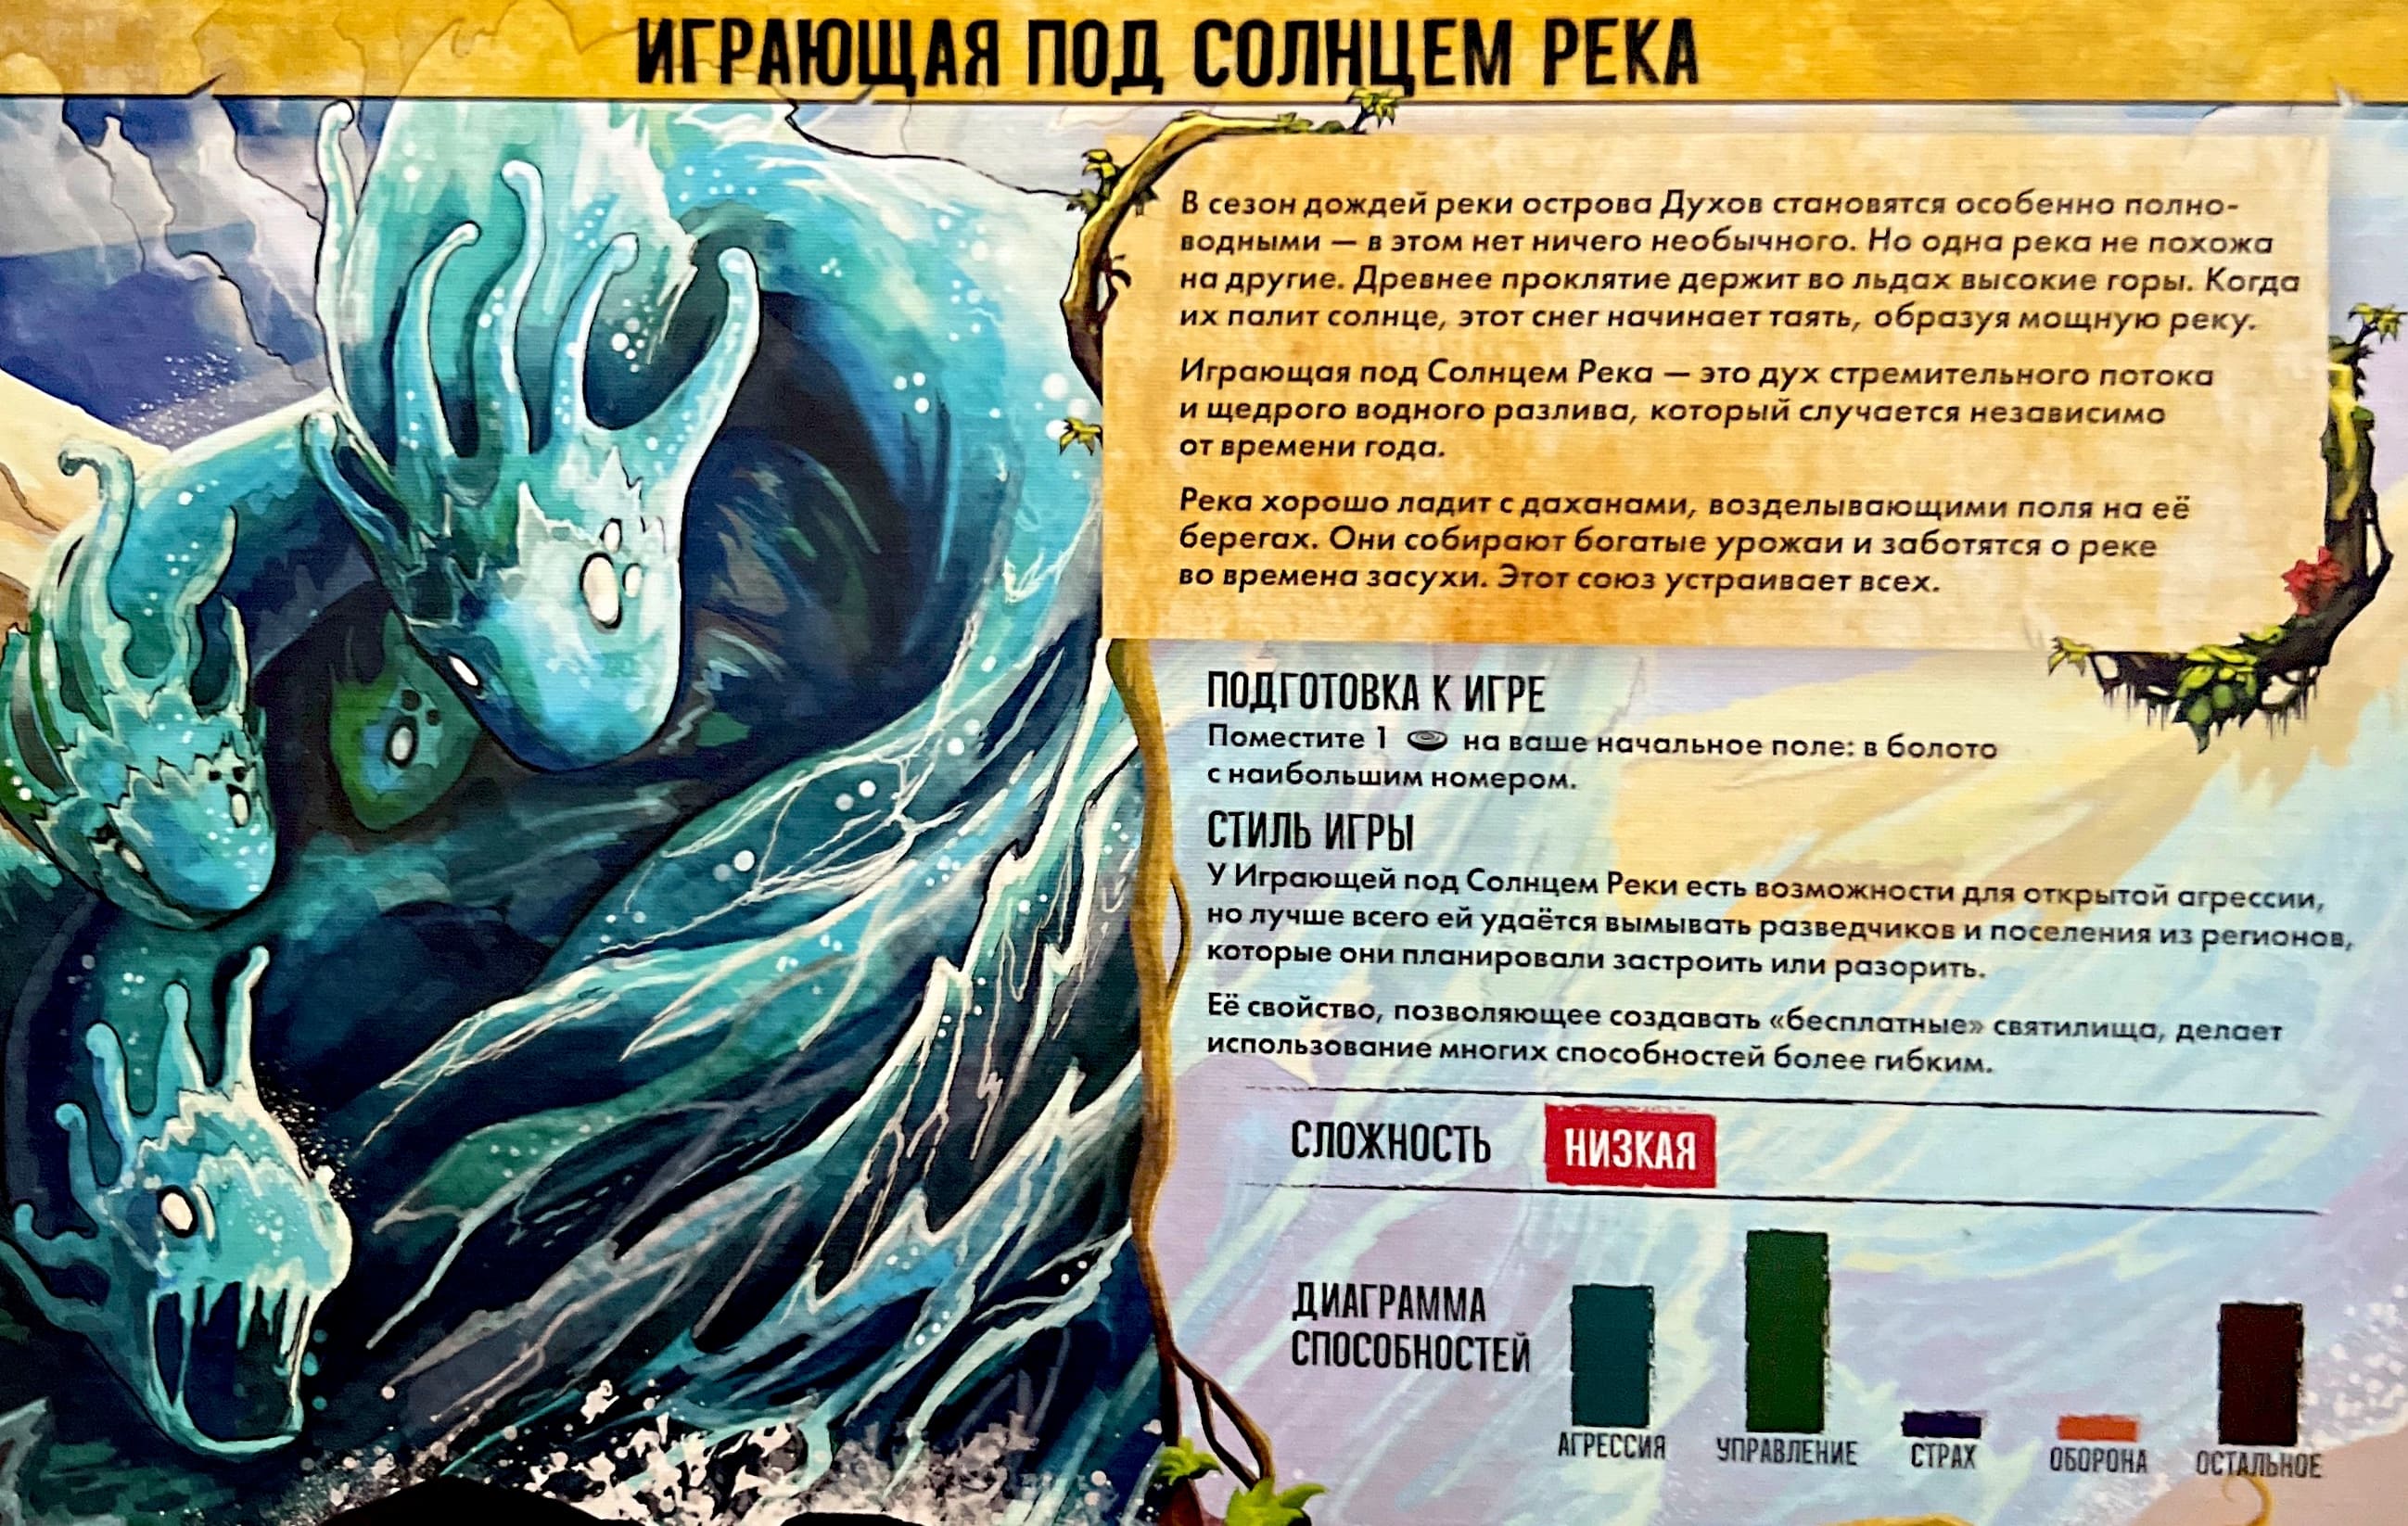 ИГРАЮЩАЯ ПОД СОЛНЦЕМ РЕКА
В сезон дождей реки острова Духов становятся особенно полно-
водными — в этом нет ничего необычного. Но одна река не похожа
на другие. Древнее проклятие держит во льдах высокие горы. Когда
их палит солнце, этот снег начинает таять, образуя мощную реку.
Играющая под Солнцем Река — это дух стремительного потока
и щедрого водного разлива, который случается независимо
от времени года.
Река хорошо ладит с даханами, возделывающими поля на её
берегах. Они собирают богатые урожаи и заботятся о реке
во времена засухи. Этот союз устраивает всех.
ПОДГОТОВКА К ИГРЕ
Поместите 1 на ваше начальное поле: в болото
с наибольшим номером.
СТИЛЬ ИГРЫ
У Играющей под Солнцем Реки есть возможности для открытой агрессии,
но лучше всего ей удаётся вымывать разведчиков и поселения из регионов,
которые они планировали застроить или разорить.
Её свойство, позволяющее создавать «бесплатные» святилища, делает
использование многих способностей более гибким.
СЛОЖНОСТЬ НИЗКАЯ
ДИАГРАММА
СПОСОБНОСТЕЙ
АГРЕССИЯ УПРАВЛЕНИЕ СТРАХ ОБОРОНА ОСТАЛЬНОЕ